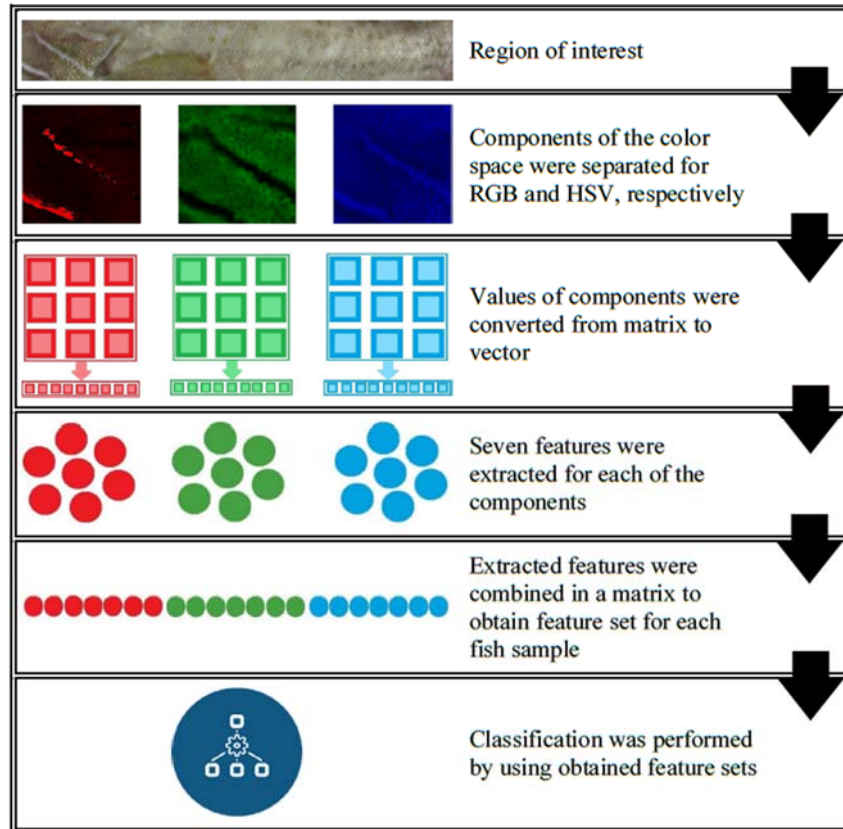 Region of interest
Components of the color
space were separated for
RGB and HSV, respectively
Values of components were
converted from matrix to
vector
Seven features were
extracted for each of the
components
Extracted features were
combined in a matrix to
obtain feature set for each
fish sample
Classification was performed
by using obtained feature sets